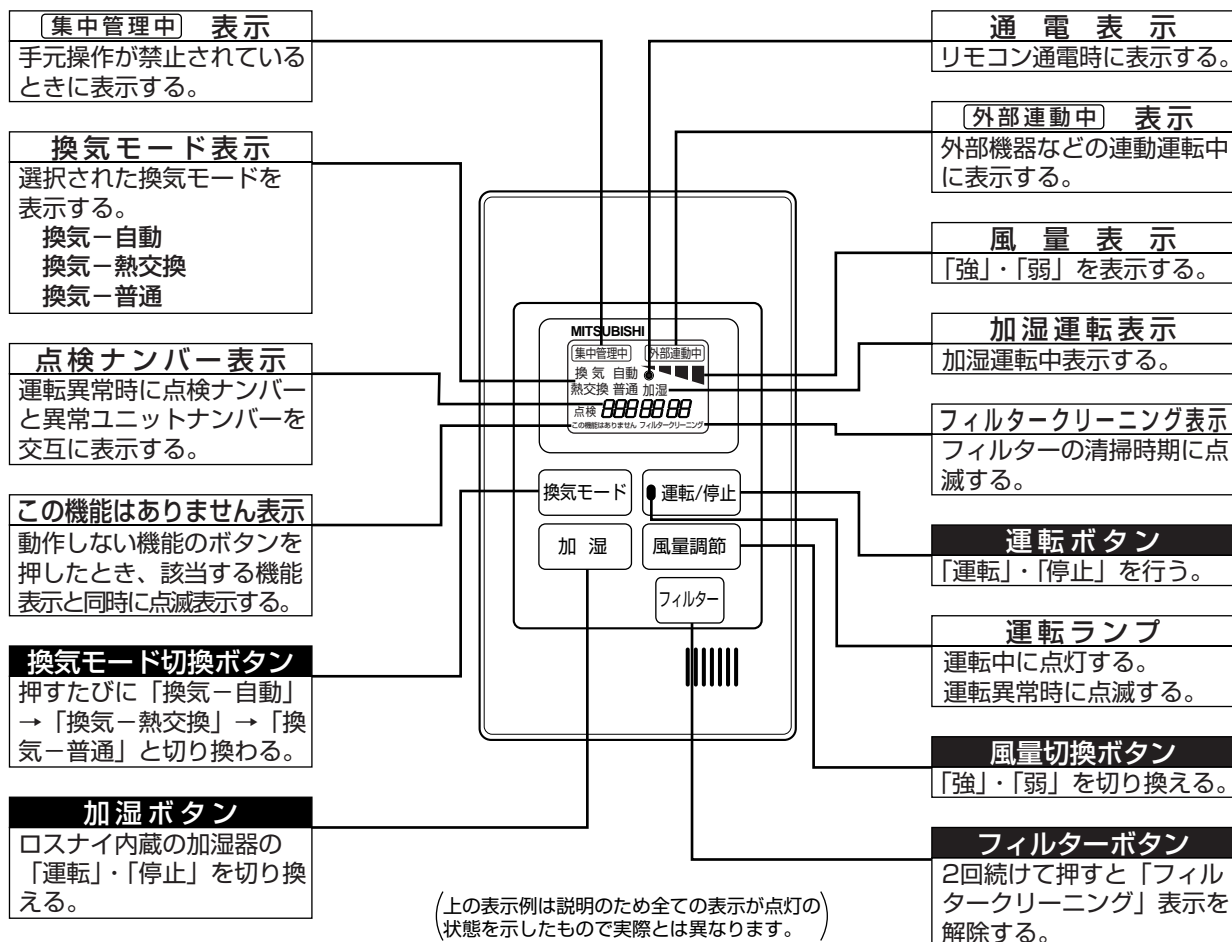 集中管理中 表示
手元操作が禁止されている
ときに表示する。
換気モード表示
選択された換気モードを
表示する。
換気－自動
換気－熱交換
換気－普通
点検ナンバー表示
運転異常時に点検ナンバー
と異常ユニットナンバーを
交互に表示する。
この機能はありません表示
動作しない機能のボタンを
押したとき、該当する機能
表示と同時に点滅表示する。
換気モード切換ボタン
押すたびに「換気－自動」
→「換気－熱交換」→「換
気－普通」と切り換わる。
加湿ボタン
ロスナイ内蔵の加湿器の
「運転」・「停止」を切り換
える。
MITSUBISHI
集中管理中 外部連動中
換気 自動
熱交換 普通 加湿
点検 888 88 88
この機能はありません フィルタークリーニング
換気モード 運転/停止
加湿 風量調節
フィルター
(上の表示例は説明のため全ての表示が点灯の
状態を示したもので実際とは異なります。)
通電表示
リモコン通電時に表示する。
外部連動中 表示
外部機器などの連動運転中
に表示する。
風量表示
「強」・「弱」を表示する。
加湿運転表示
加湿運転中表示する。
フィルタークリーニング表示
フィルターの清掃時期に点
滅する。
運転ボタン
「運転」・「停止」を行う。
運転ランプ
運転中に点灯する。
運転異常時に点滅する。
風量切換ボタン
「強」・「弱」を切り換える。
フィルターボタン
2回続けて押すと「フィル
タークリーニング」表示を
解除する。